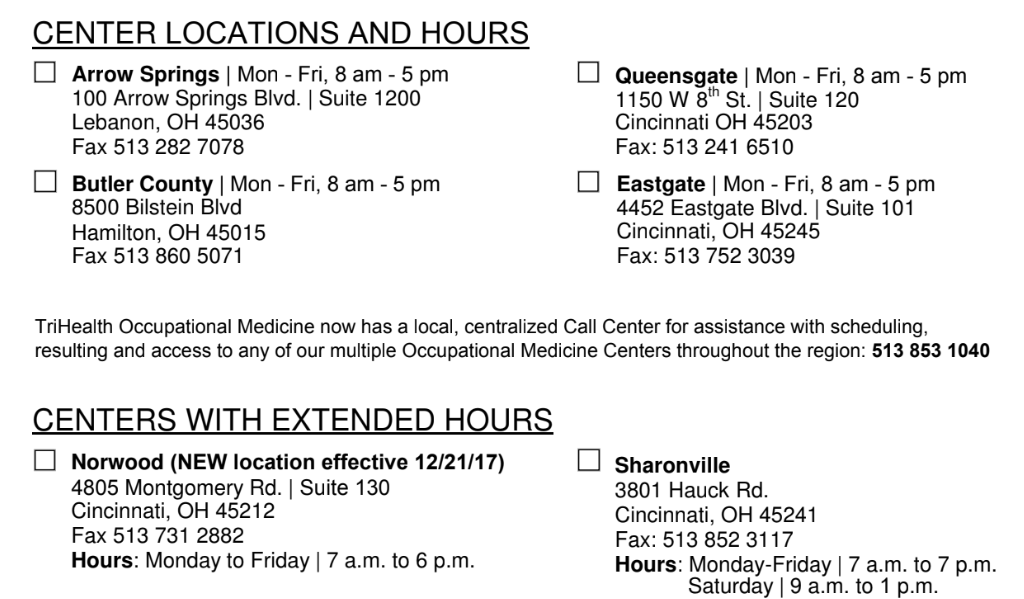 CENTER LOCATIONS AND HOURS
Arrow Springs | Mon - Fri, 8 am - 5 pm
100 Arrow Springs Blvd. | Suite 1200
Lebanon, OH 45036
Fax 513 282 7078
Queensgate | Mon - Fri, 8 am - 5 pm
1150 W 8th St. | Suite 120
Cincinnati OH 45203
Fax: 513 241 6510
Butler County | Mon - Fri, 8 am - 5 pm
8500 Bilstein Blvd
Hamilton, OH 45015
Fax 513 860 5071
Eastgate | Mon - Fri, 8 am - 5 pm
4452 Eastgate Blvd. | Suite 101
Cincinnati, OH 45245
Fax: 513 752 3039
TriHealth Occupational Medicine now has a local, centralized Call Center for assistance with scheduling,
resulting and access to any of our multiple Occupational Medicine Centers throughout the region: 513 853 1040
CENTERS WITH EXTENDED HOURS
Norwood (NEW location effective 12/21/17)
4805 Montgomery Rd. | Suite 130
Cincinnati, OH 45212
Fax 513 731 2882
Hours: Monday to Friday | 7 a.m. to 6 p.m.
Sharonville
3801 Hauck Rd.
Cincinnati, OH 45241
Fax: 513 852 3117
Hours: Monday-Friday | 7 a.m. to 7 p.m.
Saturday | 9 a.m. to 1 p.m.